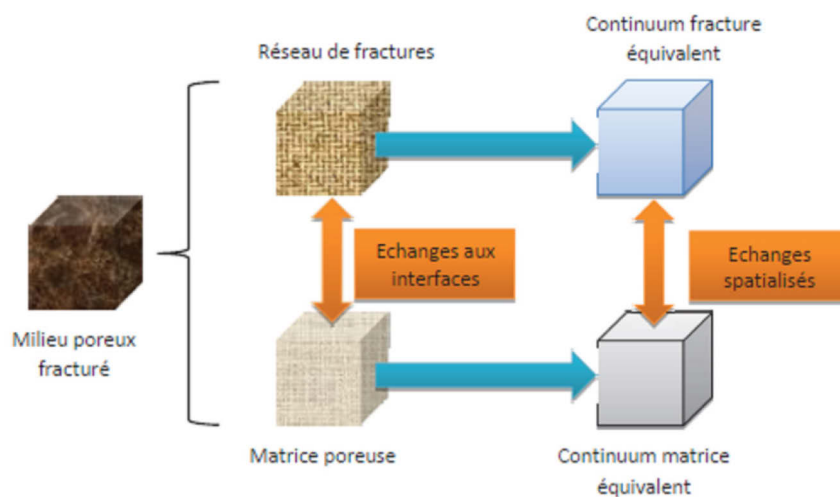 Réseau de fractures
Continuum fracture
équivalent
Echanges aux
interfaces
Echanges
spatialisés
Milieu poreux
fracturé
Matrice poreuse
Continuum matrice
équivalent